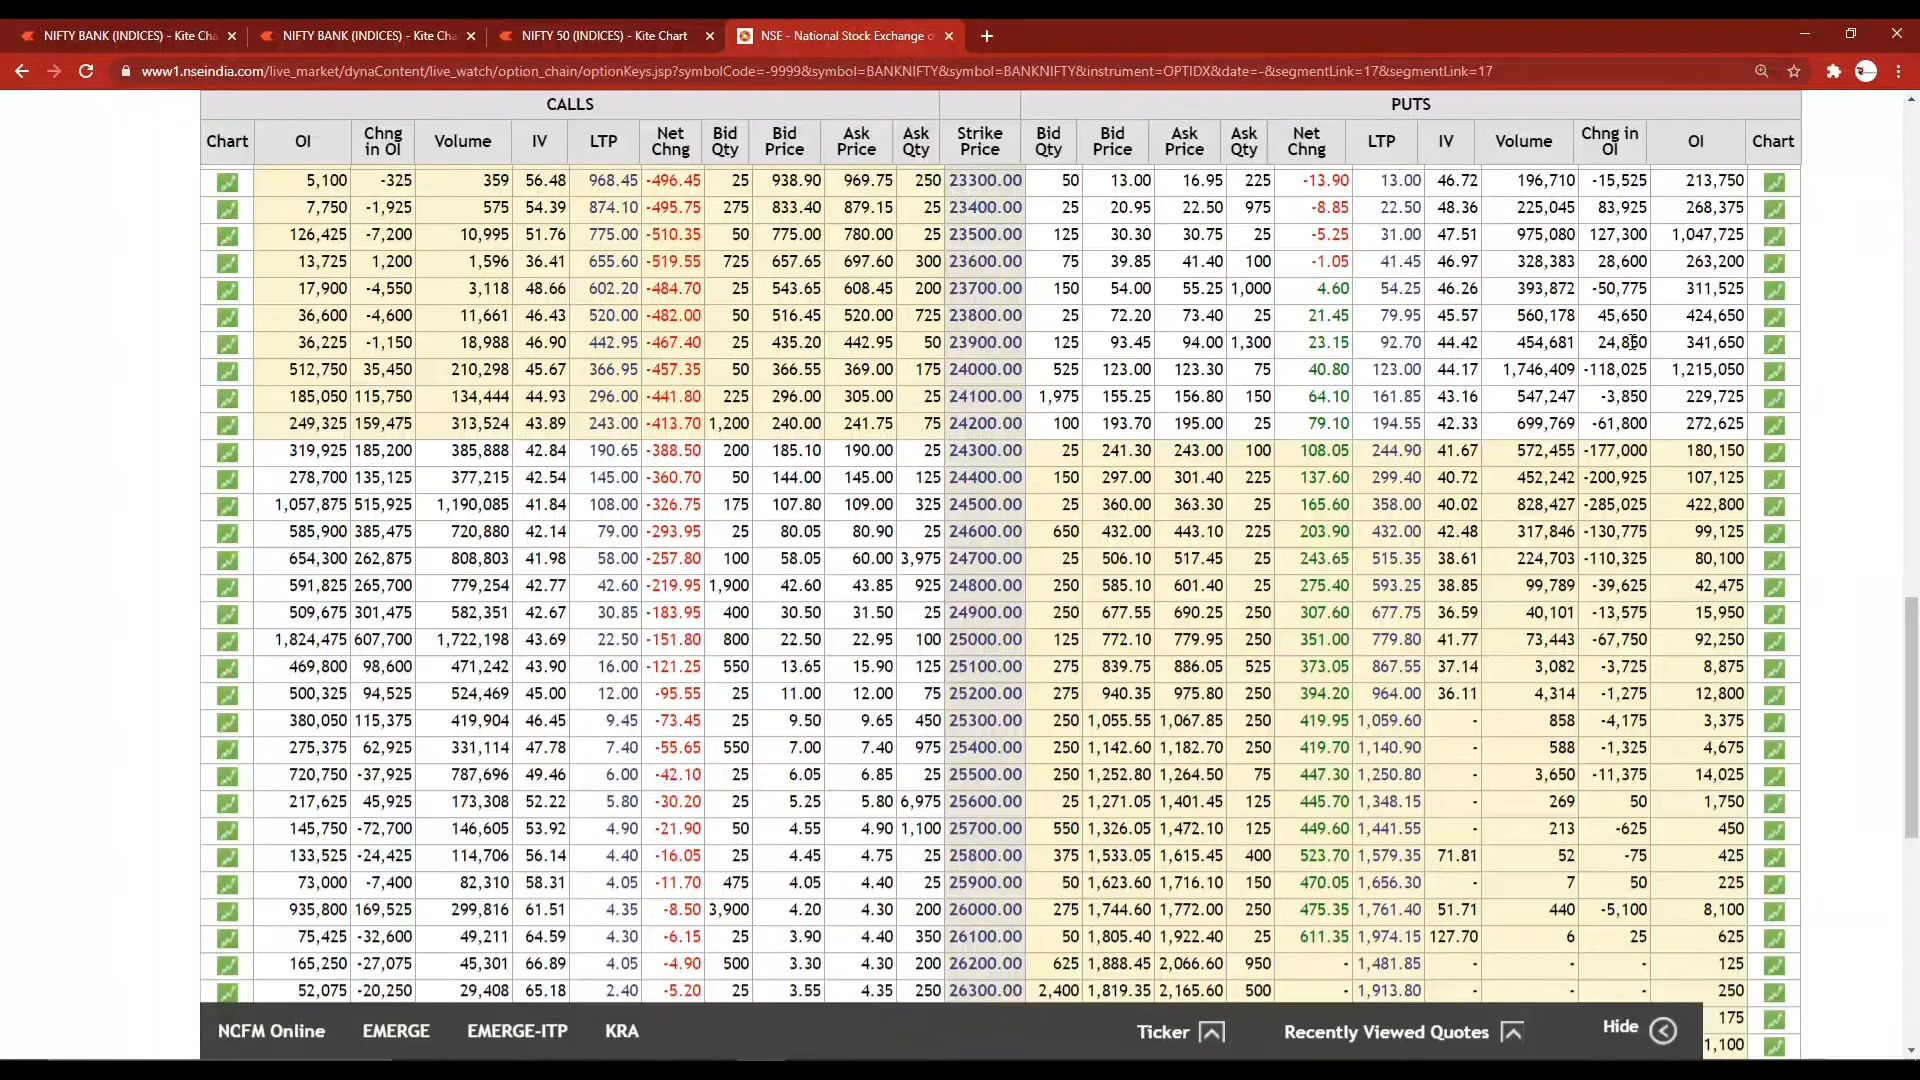 NIFTY BANK (INDICES) - Kite Cha NIFTY BANK (INDICES) - Kite Cha NIFTY 50 (INDICES) - Kite Chart NSE - National Stock Exchange o
www1.nseindia.com/live_market/dynaContent/live_watch/option_chain/optionKeys.jsp?symbolCode=-9999&symbol=BANKNIFTY&symbol=BANKNIFTY&instrument=OPTIDX&date=-&segmentLink=17&segmentLink=17
CALLS PUTS
Chart OI Chng in OI Volume IV LTP Net Chng Bid Qty Bid Price Ask Price Ask Qty Strike Price Bid Qty Bid Price Ask Price Ask Qty Net Chng LTP IV Volume Chng in OI OI Chart
5,100 -325 359 56.48 968.45 -496.45 25 938.90 969.75 250 23300.00 50 13.00 16.95 225 -13.90 13.00 46.72 196,710 -15,525 213,750
7,750 -1,925 575 54.39 874.10 -495.75 275 833.40 879.15 25 23400.00 25 20.95 22.50 975 -8.85 22.50 48.36 225,045 83,925 268,375
126,425 -7,200 10,995 51.76 775.00 -510.35 50 775.00 780.00 25 23500.00 125 30.30 30.75 25 -5.25 31.00 47.51 975,080 127,300 1,047,725
13,725 1,200 1,596 36.41 655.60 -519.55 725 657.65 697.60 300 23600.00 75 39.85 41.40 100 -1.05 41.45 46.97 328,383 28,600 263,200
17,900 -4,550 3,118 48.66 602.20 -484.70 25 543.65 608.45 200 23700.00 150 54.00 55.25 1,000 4.60 54.25 46.26 393,872 -50,775 311,525
36,600 -4,600 11,661 46.43 520.00 -482.00 50 516.45 520.00 725 23800.00 25 72.20 73.40 25 21.45 79.95 45.57 560,178 45,650 424,650
36,225 -1,150 18,988 46.90 442.95 -467.40 25 435.20 442.95 50 23900.00 125 93.45 94.00 1,300 23.15 92.70 44.42 454,681 24,850 341,650
512,750 35,450 210,298 45.67 366.95 -457.35 50 366.55 369.00 175 24000.00 525 123.00 123.30 75 40.80 123.00 44.17 1,746,409 -118,025 1,215,050
185,050 115,750 134,444 44.93 296.00 -441.80 225 296.00 305.00 25 24100.00 1,975 155.25 156.80 150 64.10 161.85 43.16 547,247 -3,850 229,725
249,325 159,475 313,524 43.89 243.00 -413.70 1,200 240.00 241.75 75 24200.00 100 193.70 195.00 25 79.10 194.55 42.33 699,769 -61,800 272,625
319,925 185,200 385,888 42.84 190.65 -388.50 200 185.10 190.00 25 24300.00 25 241.30 243.00 100 108.05 244.90 41.67 572,455 -177,000 180,150
278,700 135,125 377,215 42.54 145.00 -360.70 50 144.00 145.00 125 24400.00 150 297.00 301.40 225 137.60 299.40 40.72 452,242 -200,925 107,125
1,057,875 515,925 1,190,085 41.84 108.00 -326.75 175 107.80 109.00 325 24500.00 25 360.00 363.30 25 165.60 358.00 40.02 828,427 -285,025 422,800
585,900 385,475 720,880 42.14 79.00 -293.95 25 80.05 80.90 25 24600.00 650 432.00 443.10 225 203.90 432.00 42.48 317,846 -130,775 99,125
654,300 262,875 808,803 41.98 58.00 -257.80 100 58.05 60.00 3,975 24700.00 25 506.10 517.45 25 243.65 515.35 38.61 224,703 -110,325 80,100
591,825 265,700 779,254 42.77 42.60 -219.95 1,900 42.60 43.85 925 24800.00 250 585.10 601.40 25 275.40 593.25 38.85 99,789 -39,625 42,475
509,675 301,475 582,351 42.67 30.85 -183.95 400 30.50 31.50 25 24900.00 250 677.55 690.25 250 307.60 677.75 36.59 40,101 -13,575 15,950
1,824,475 607,700 1,722,198 43.69 22.50 -151.80 800 22.50 22.95 100 25000.00 125 772.10 779.95 25 351.00 779.80 41.77 73,443 -67,750 92,250
469,800 98,600 471,242 43.90 16.00 -121.25 550 13.65 15.90 125 25100.00 275 839.75 886.05 525 373.05 867.55 37.14 3,082 -3,725 8,875
500,325 94,525 524,469 45.00 12.00 -95.55 25 11.00 12.00 75 25200.00 275 940.35 975.80 250 394.20 964.00 36.11 4,314 -1,275 12,800
380,050 115,375 419,904 46.45 9.45 -73.45 25 9.50 9.65 450 25300.00 250 1,055.55 1,067.85 250 419.95 1,059.60 - 858 -4,175 3,375
275,375 62,925 331,114 47.78 7.40 -55.65 550 7.00 7.40 975 25400.00 250 1,142.60 1,182.70 250 419.70 1,140.90 - 588 -1,325 4,675
720,750 -37,925 787,696 49.46 6.00 -42.10 25 6.05 6.85 25 25500.00 250 1,252.80 1,264.50 75 447.30 1,250.80 - 3,650 -11,375 14,025
217,625 45,925 173,308 52.22 5.80 -30.20 25 5.25 5.80 6,975 25600.00 25 1,271.05 1,401.45 125 445.70 1,348.15 - 269 50 1,750
145,750 -72,700 146,605 53.92 4.90 -21.90 50 4.55 4.90 1,100 25700.00 550 1,326.05 1,472.10 125 449.60 1,441.55 - 213 -625 450
133,525 -24,425 114,706 56.14 4.40 -16.05 25 4.45 4.75 25 25800.00 375 1,533.05 1,615.45 400 523.70 1,579.35 71.81 52 -75 425
73,000 -7,400 82,310 58.31 4.05 -11.70 475 4.05 4.40 25 25900.00 50 1,623.60 1,716.10 150 470.05 1,656.30 - 7 50 225
935,800 169,525 299,816 61.51 4.35 -8.50 3,900 4.20 4.30 200 26000.00 275 1,744.60 1,772.00 250 475.35 1,761.40 51.71 440 -5,100 8,100
75,425 -32,600 49,211 64.59 4.30 -6.15 25 3.90 4.40 350 26100.00 50 1,805.40 1,922.40 25 611.35 1,974.15 127.70 6 25 625
165,250 -27,075 45,301 66.89 4.05 -4.90 500 3.30 4.30 200 26200.00 625 1,888.45 2,066.60 950 - 1,481.85 - - - 125
52,075 -20,250 29,408 65.18 2.40 -5.20 25 3.55 4.35 250 26300.00 2,400 1,819.35 2,165.60 500 - 1,913.80 - - - 250
175
1,100
NCFM Online EMERGE EMERGE-ITP KRA Ticker Recently Viewed Quotes Hide